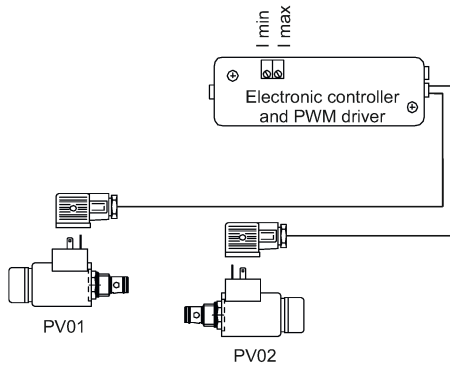 I min
I max
Electronic controller
and PWM driver
PV01
PV02